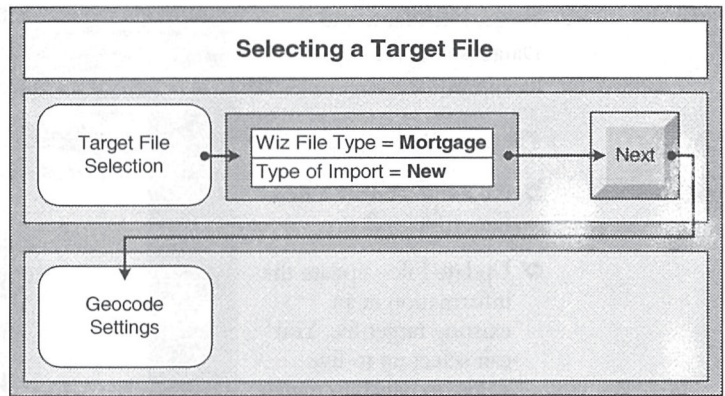 Selecting a Target File
Target File
Selection
Wiz File Type = Mortgage
Type of Import = New
Next
Geocode
Settings